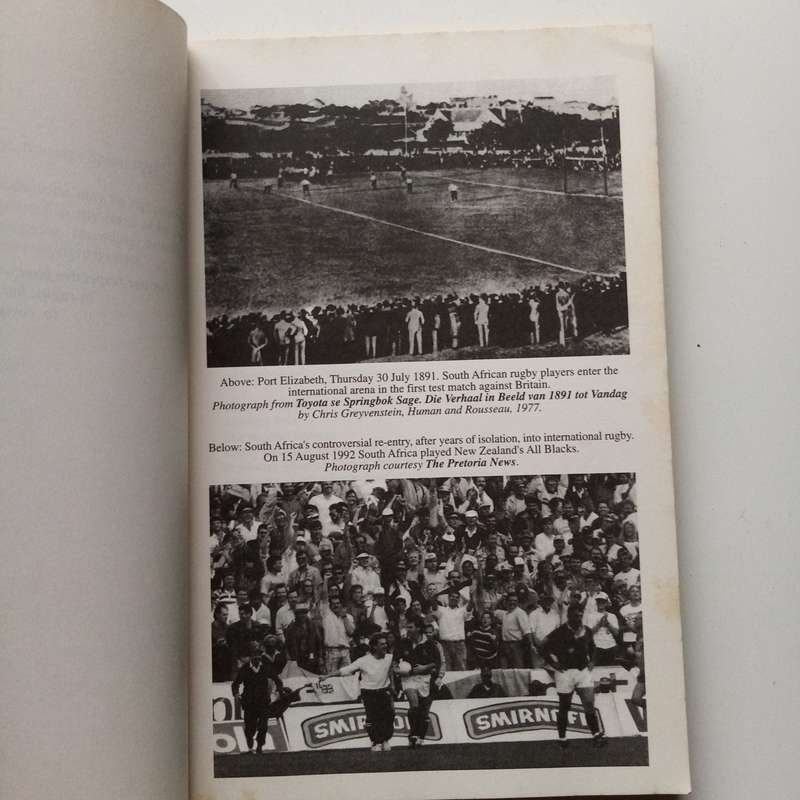 Above: Port Elizabeth, Thursday 30 July 1891. South African rugby players enter the
international arena in the first test match against Britain.
Photograph from Toyota se Springbok Sage. Die Verhaal in Beeld van 1891 tot Vandag
by Chris Greyvenstein, Human and Rousseau, 1977.
Below: South Africa's controversial re-entry, after years of isolation, into international rugby.
On 15 August 1992 South Africa played New Zealand's All Blacks.
Photograph courtesy The Pretoria News.
SMIRNOFF
SMIRNOFF